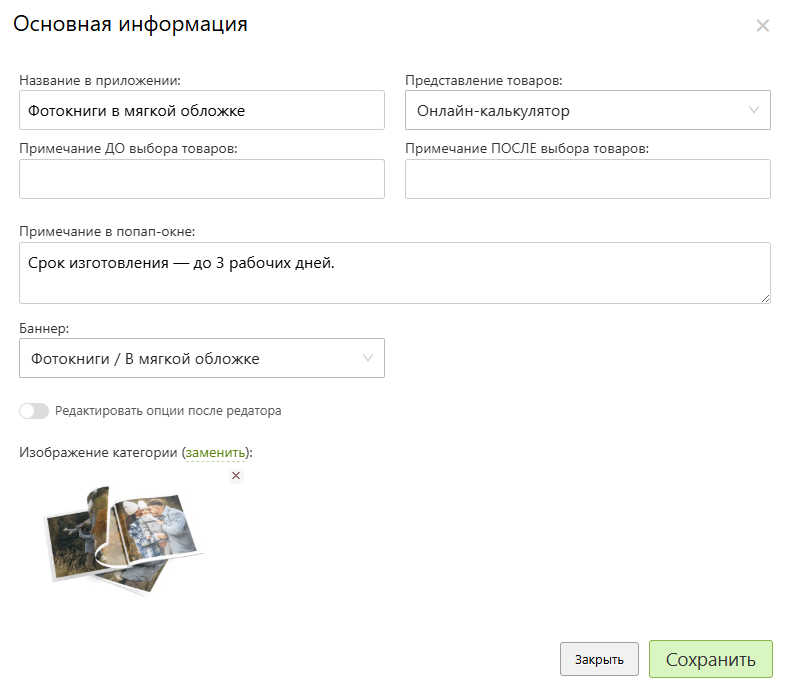 Основная информация
Название в приложении:
Представление товаров:
Фотокниги в мягкой обложке
Онлайн-калькулятор
Примечание ДО выбора товаров:
Примечание ПОСЛЕ выбора товаров:
Примечание в попап-окне:
Срок изготовления — до 3 рабочих дней.
Баннер:
Фотокниги / В мягкой обложке
Редактировать опции после редатора
Изображение категории (заменить):
Закрыть
Сохранить